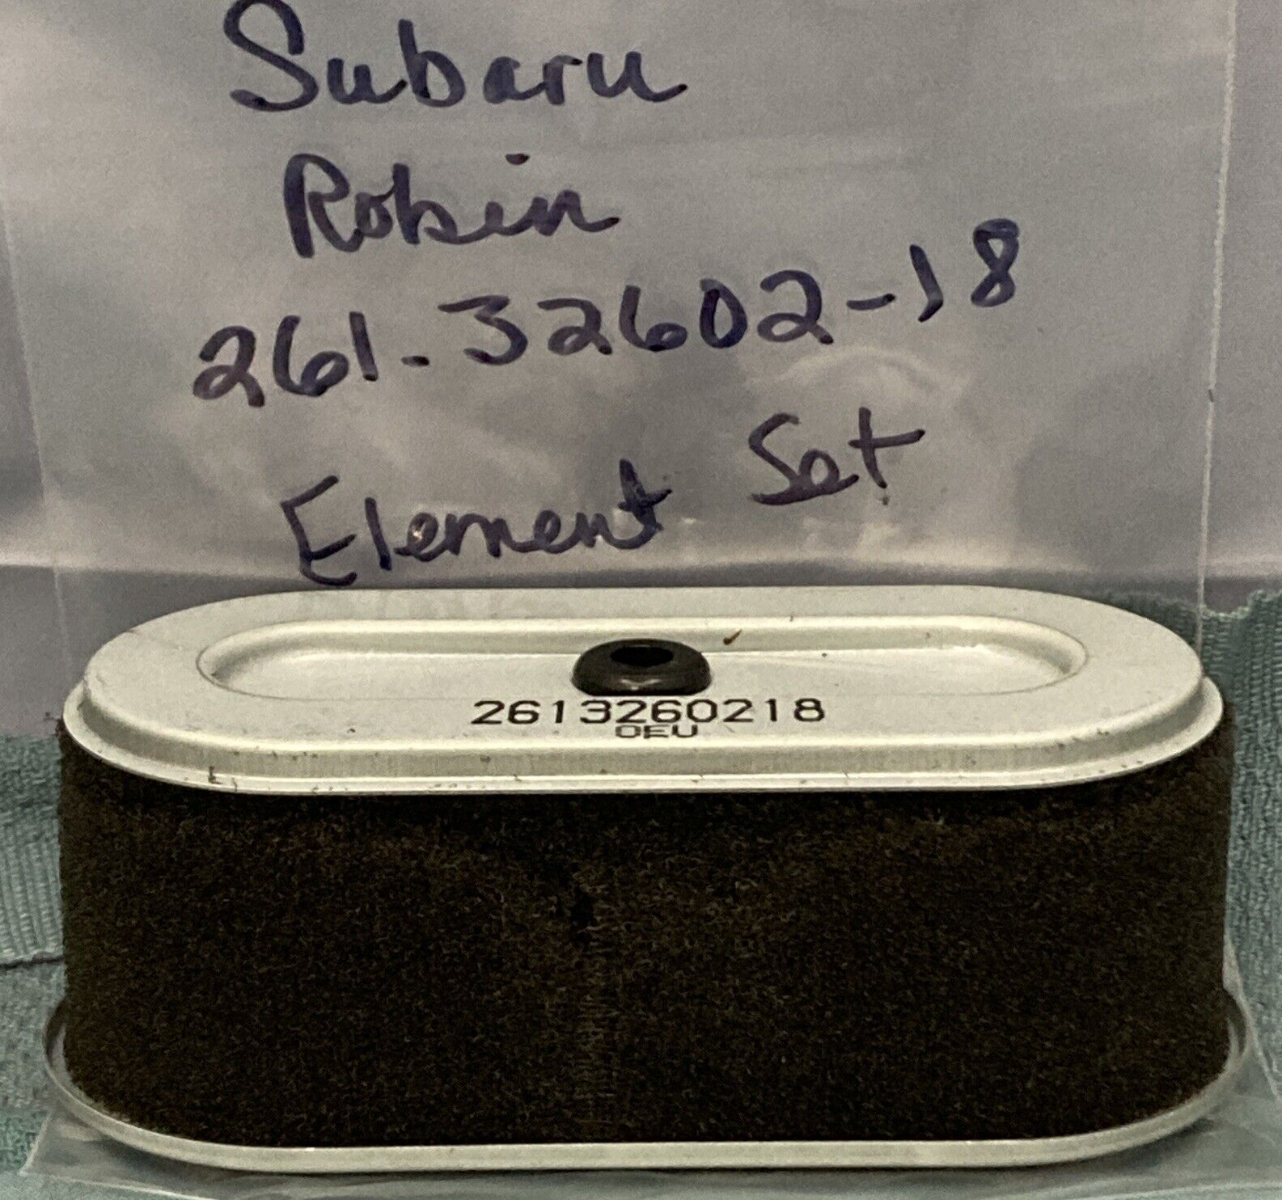 Subaru
Robin
261-32602-18
Element Set
2613260218
OEU